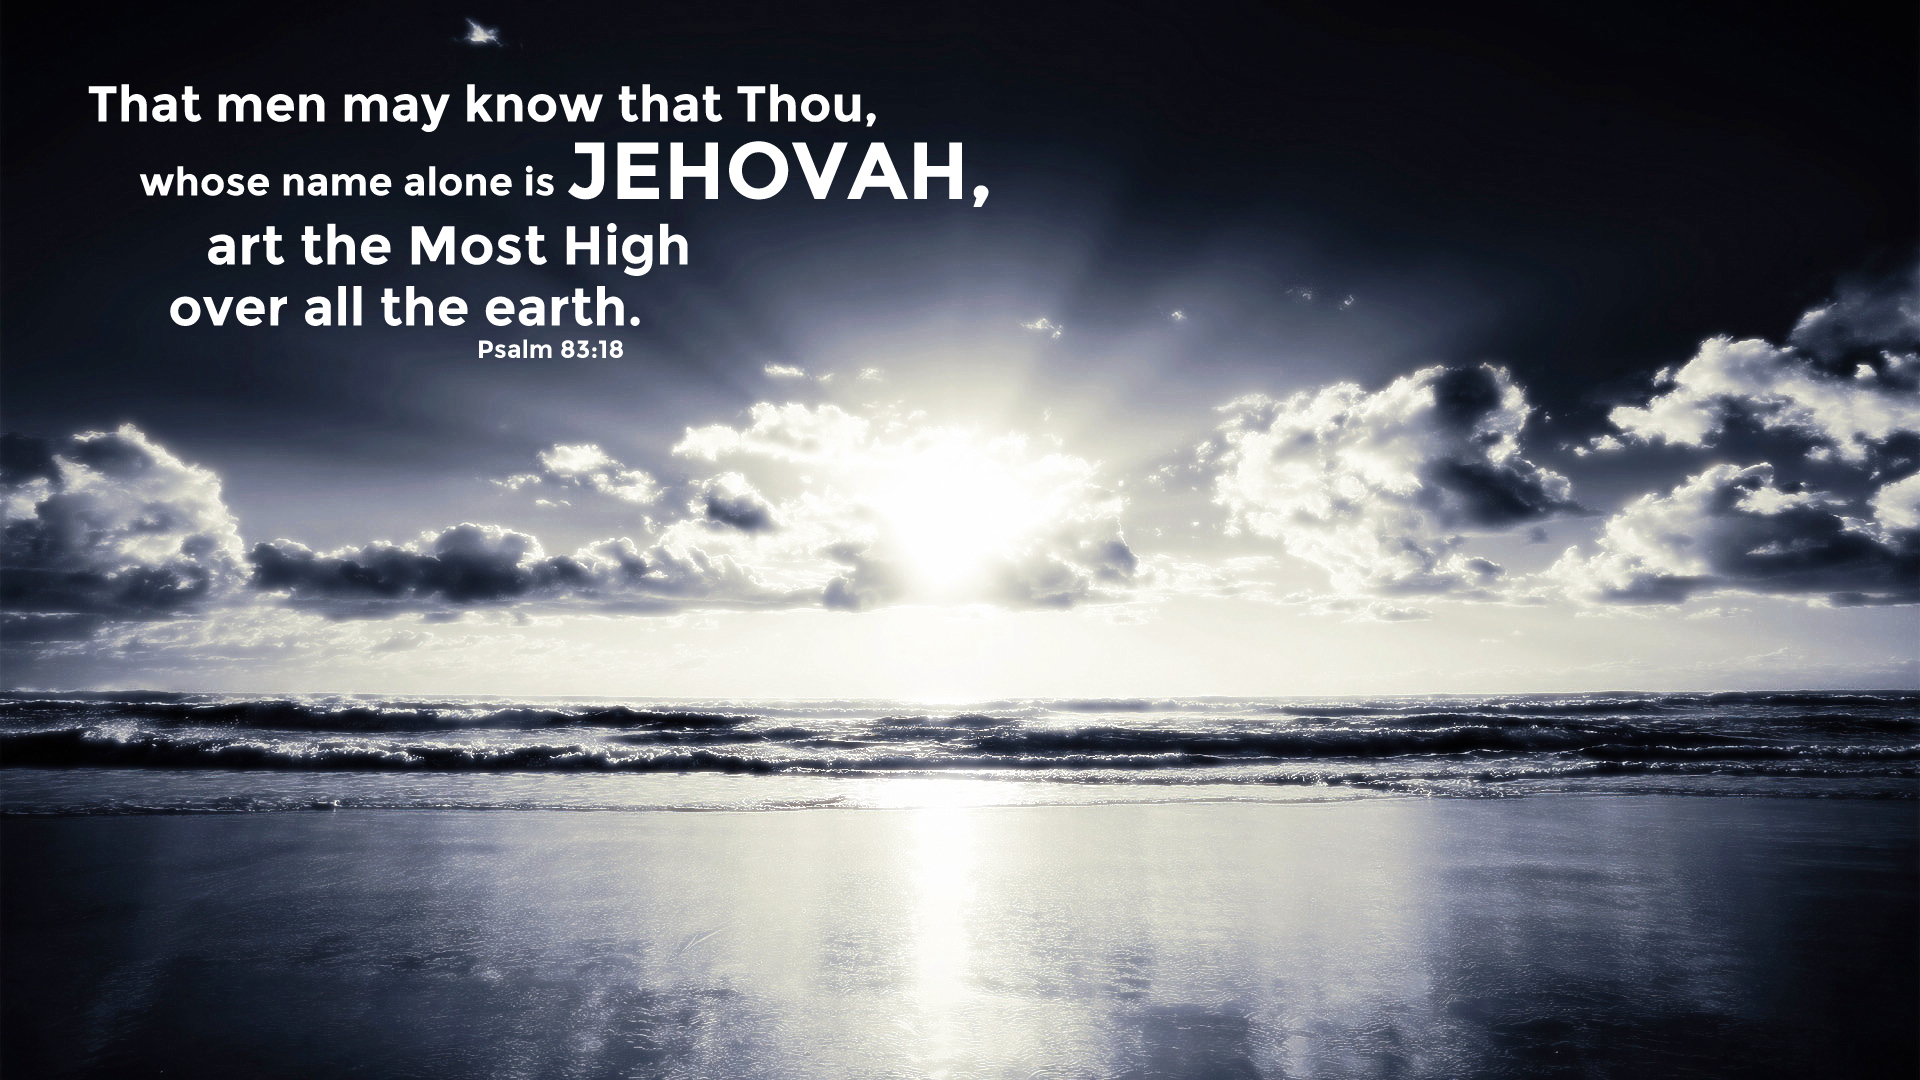 That men may know that Thou,
whose name alone is JEHOVAH,
art the Most High
over all the earth.
Psalm 83:18